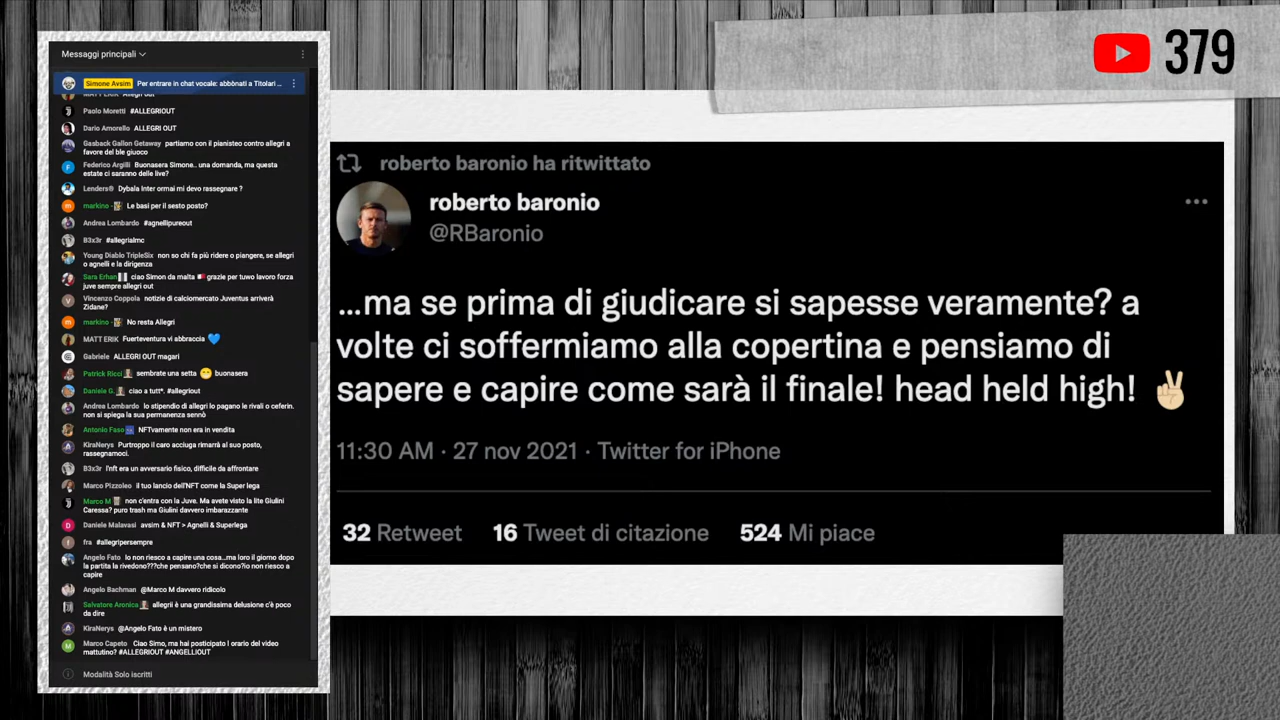 Messaggi principali
Simone Avsim Per entrare in chat vocale: abbònati a Titolari ...
MATT ERIK Allegri out
Paolo Moretti #ALLEGRIOUT
Dario Amorello ALLEGRI OUT
Gasback Gallon Getaway partiamo con il pianisteo contro allegri a
favore del ble giuoco
Federico Argilli Buonasera Simone.. una domanda, ma questa
estate ci saranno delle live?
Lenders® Dybala Inter ormai mi devo rassegnare ?
markino Le basi per il sesto posto?
Andrea Lombardo #agnellipureout
B3x3r #allegrialmc
Young Diablo TripleSix non so chi fa più ridere o piangere, se allegri
o agnelli e la dirigenza
Sara Erhan ciao Simon da malta 🇲🇹 grazie per tuwo lavoro forza
juve sempre allegri out
Vincenzo Coppola notizie di calciomercato Juventus arriverà
Zidane?
markino No resta Allegri
MATT ERIK Fuerteventura vi abbraccia 💙
Gabriele ALLEGRI OUT magari
Patrick Ricci sembrate una setta 😁 buonasera
Daniele G. ciao a tutt*. #allegriout
Andrea Lombardo lo stipendio di allegri lo pagano le rivali o ceferin.
non si spiega la sua permanenza sennò
Antonio Faso NFTvamente non era in vendita
KiraNerys Purtroppo il caro acciuga rimarrà al suo posto,
rassegnamoci.
B3x3r l'nft era un avversario fisico, difficile da affrontare
Marco Pizzoleo il tuo lancio dell'NFT come la Super lega
Marco M non c'entra con la Juve. Ma avete visto la lite Giulini
Caressa? puro trash ma Giulini davvero imbarazzante
Daniele Malavasi avsim & NFT > Agnelli & Superlega
fra #allegripersempre
Angelo Fato Io non riesco a capire una cosa...ma loro il giorno dopo
la partita la rivedono???che pensano?che si dicono?io non riesco a
capire
Angelo Bachman @Marco M davvero ridicolo
Salvatore Aronica allegrii è una grandissima delusione c'è poco
da dire
KiraNerys @Angelo Fato è un mistero
Marco Capeto Ciao Simo, ma hai posticipato l orario del video
mattutino? #ALLEGRIOUT #ANGELLIOUT
Modalità Solo iscritti
379
roberto baronio ha ritwittato
roberto baronio
@RBaronio
...ma se prima di giudicare si sapesse veramente? a
volte ci soffermiamo alla copertina e pensiamo di
sapere e capire come sarà il finale! head held high! ✌🏼
11:30 AM · 27 nov 2021 · Twitter for iPhone
32 Retweet 16 Tweet di citazione 524 Mi piace